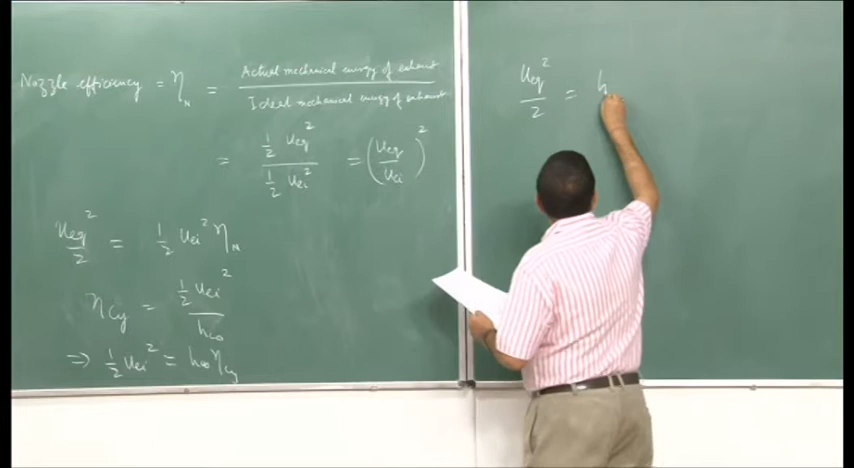 Nozzle efficiency = η_N = Actual mechanical energy of exhaust / Ideal mechanical energy of exhaust
= ½ u_eq² / ½ u_ei² = (u_eq / u_ei)²
u_eq² / 2 = ½ u_ei² η_N
η_cy = ½ u_ei² / h_co
⇒ ½ u_ei² = h_co η_cy
u_eq² / 2 = h